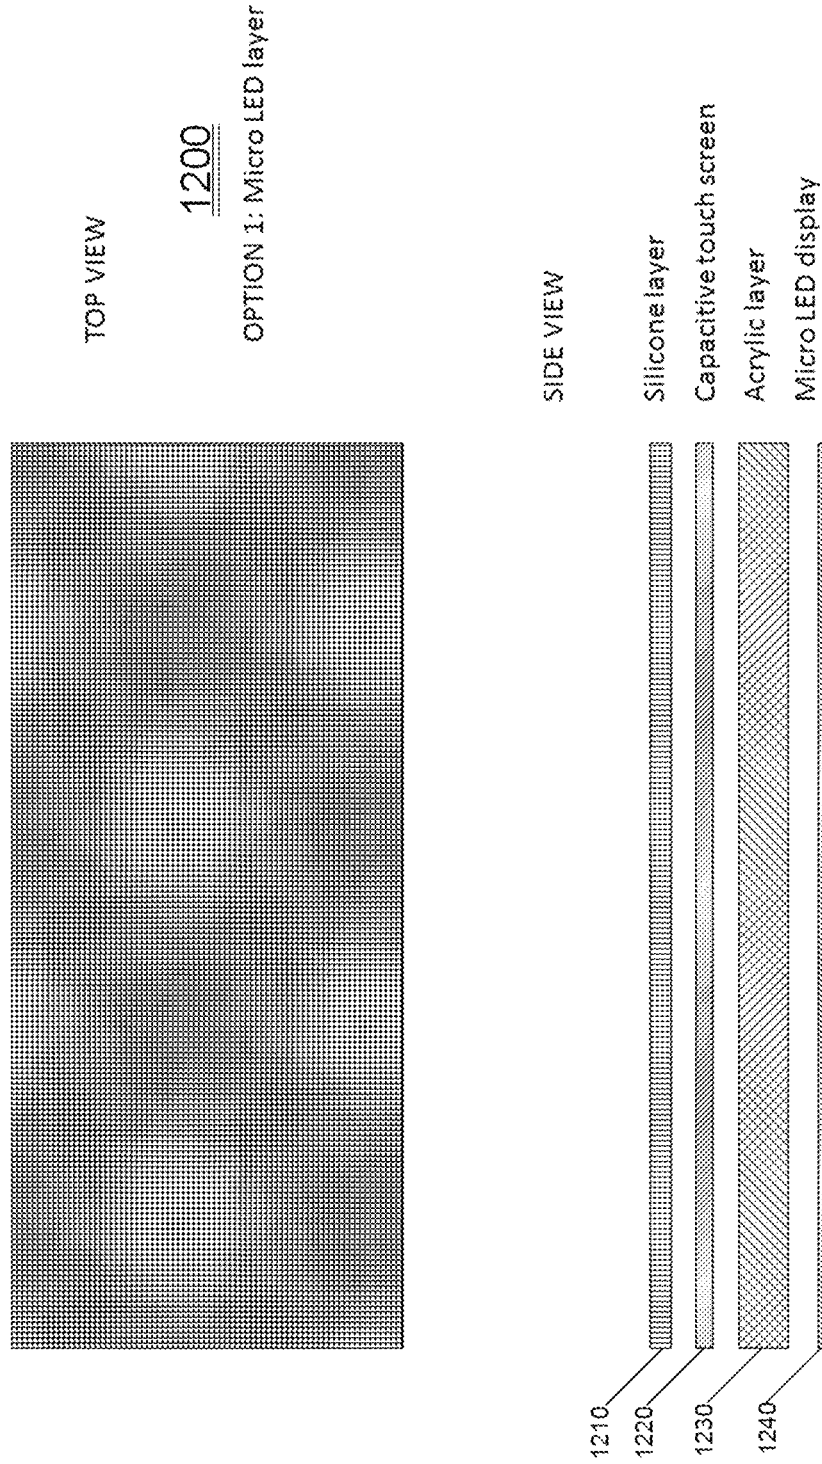 TOP VIEW
1200
OPTION 1: Micro LED layer
SIDE VIEW
1210
Silicone layer
1220
Capacitive touch screen
1230
Acrylic layer
1240
Micro LED display